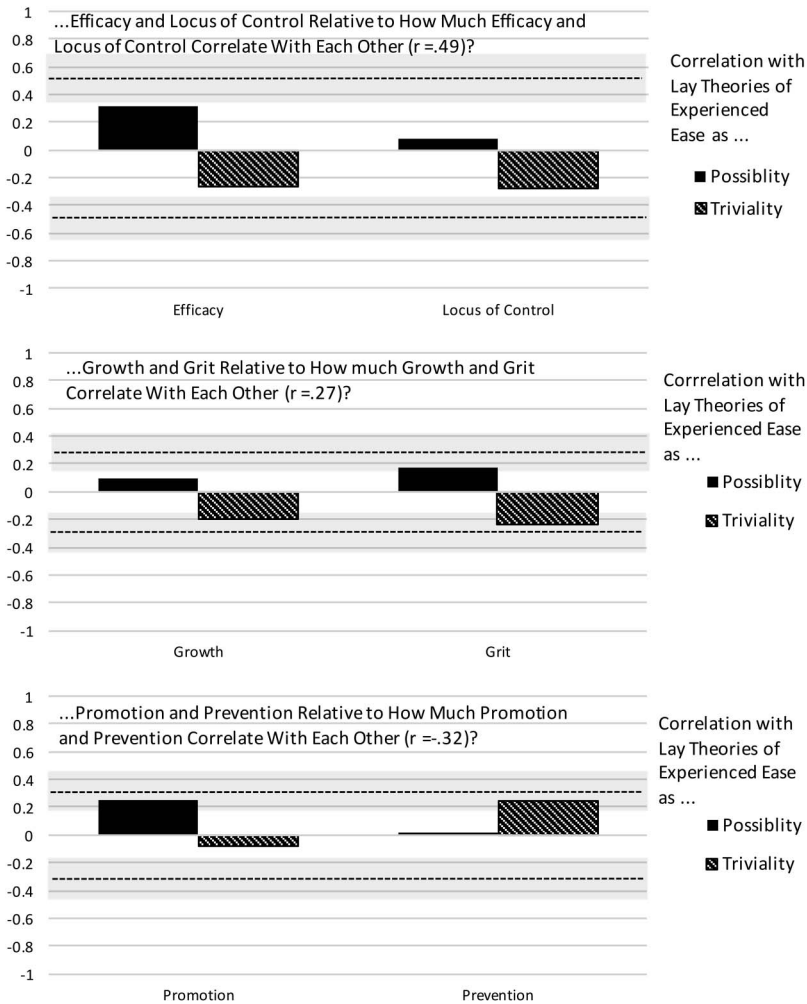 ...Efficacy and Locus of Control Relative to How Much Efficacy and
Locus of Control Correlate With Each Other (r =.49)?
1
0.8
0.6
0.4
0.2
0
-0.2
-0.4
-0.6
-0.8
-1
Efficacy
Locus of Control
Correlation with
Lay Theories of
Experienced
Ease as ...
Possiblity
Triviality
...Growth and Grit Relative to How much Growth and Grit
Correlate With Each Other (r =.27)?
1
0.8
0.6
0.4
0.2
0
-0.2
-0.4
-0.6
-0.8
-1
Growth
Grit
Corrrelation with
Lay Theories of
Experienced Ease
as ...
Possiblity
Triviality
...Promotion and Prevention Relative to How Much Promotion
and Prevention Correlate With Each Other (r =-.32)?
1
0.8
0.6
0.4
0.2
0
-0.2
-0.4
-0.6
-0.8
-1
Promotion
Prevention
Correlation with
Lay Theories of
Experienced Ease
as ...
Possiblity
Triviality